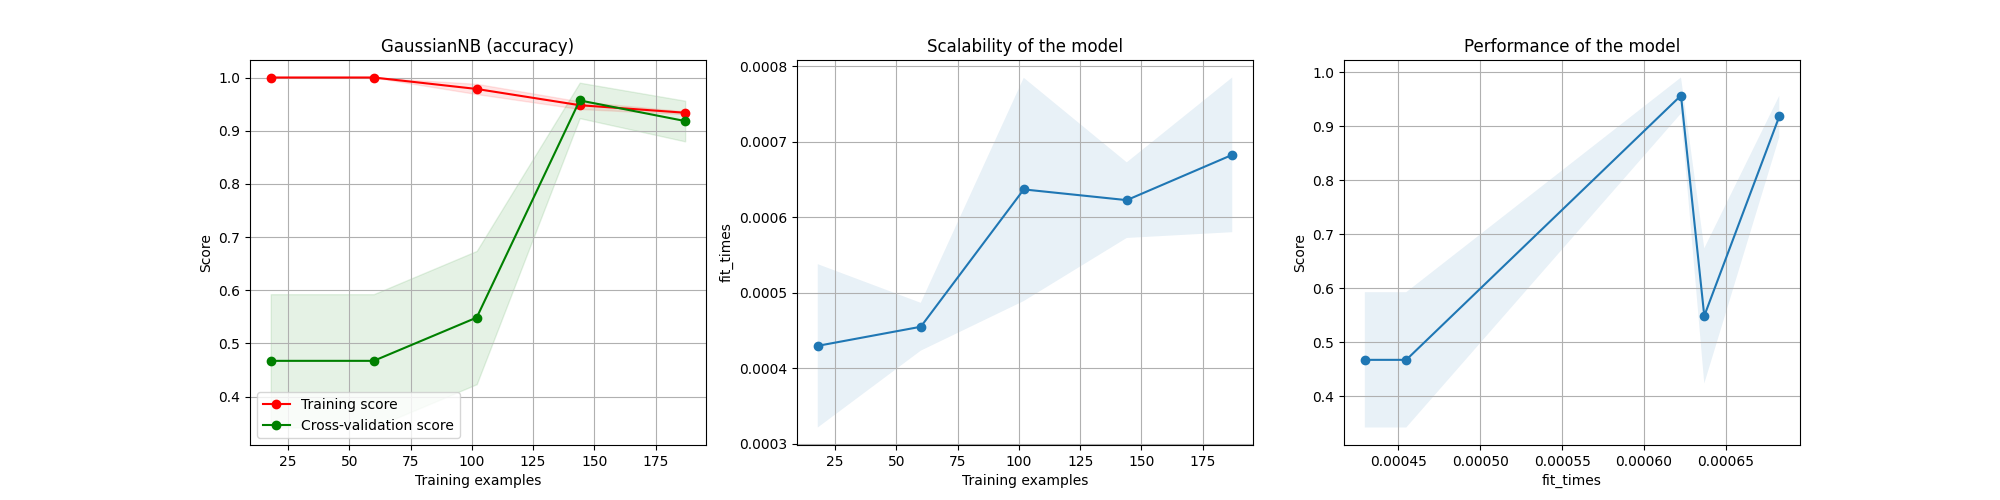 GaussianNB (accuracy)
Score
1.0
0.9
0.8
0.7
0.6
0.5
0.4
Training score
Cross-validation score
25 50 75 100 125 150 175
Training examples
Scalability of the model
fit_times
0.0008
0.0007
0.0006
0.0005
0.0004
0.0003
25 50 75 100 125 150 175
Training examples
Performance of the model
Score
1.0
0.9
0.8
0.7
0.6
0.5
0.4
0.00045 0.00050 0.00055 0.00060 0.00065
fit_times